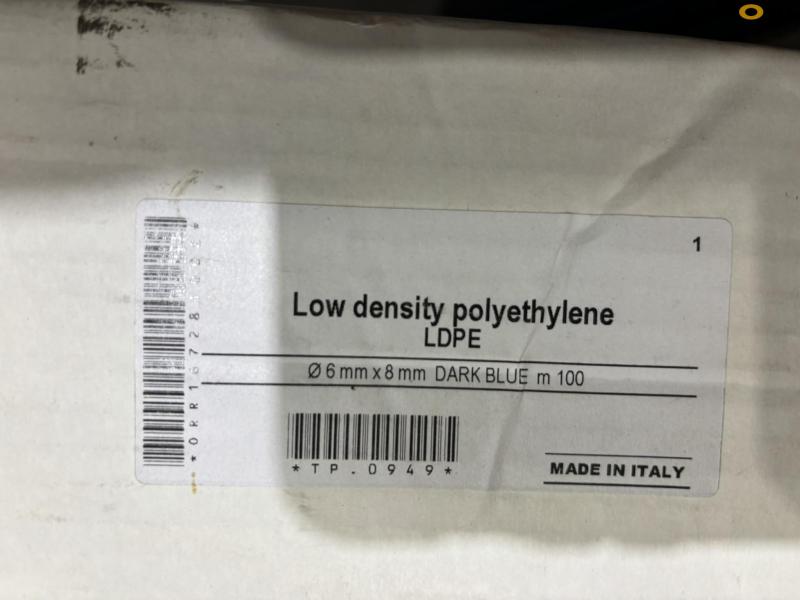 1
Low density polyethylene
LDPE
Ø 6 mm x 8 mm DARK BLUE m 100
*TP.0949*
MADE IN ITALY